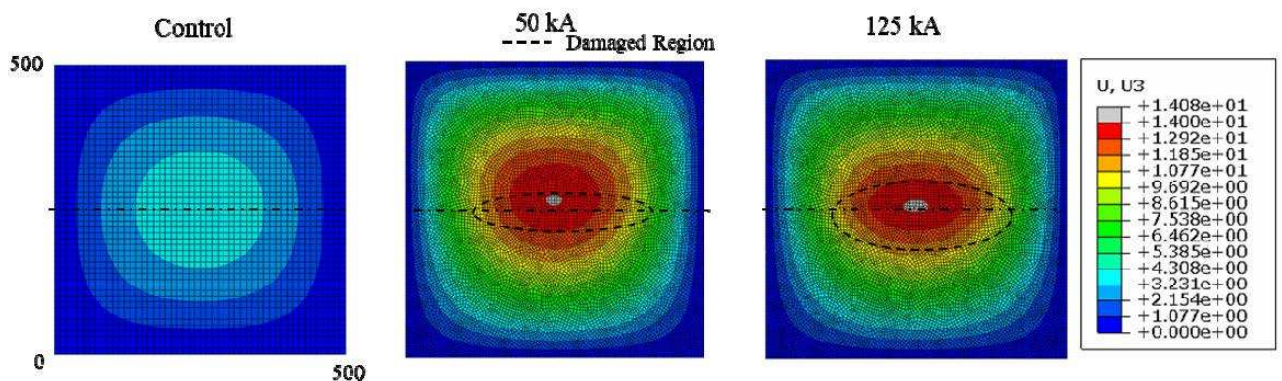 Control
50 kA
125 kA
Damaged Region
500
0
500
U, U3
+1.408e+01
+1.400e+01
+1.292e+01
+1.185e+01
+1.077e+01
+9.692e+00
+8.615e+00
+7.538e+00
+6.462e+00
+5.385e+00
+4.308e+00
+3.231e+00
+2.154e+00
+1.077e+00
+0.000e+00